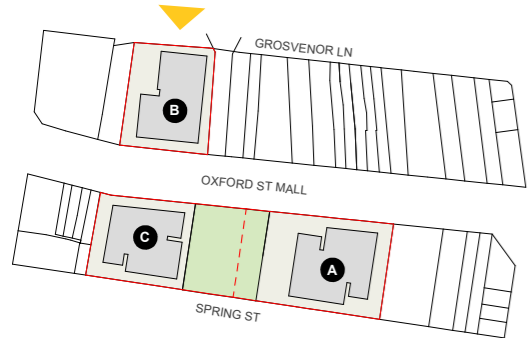 GROSVENOR LN
B
OXFORD ST MALL
C
A
SPRING ST